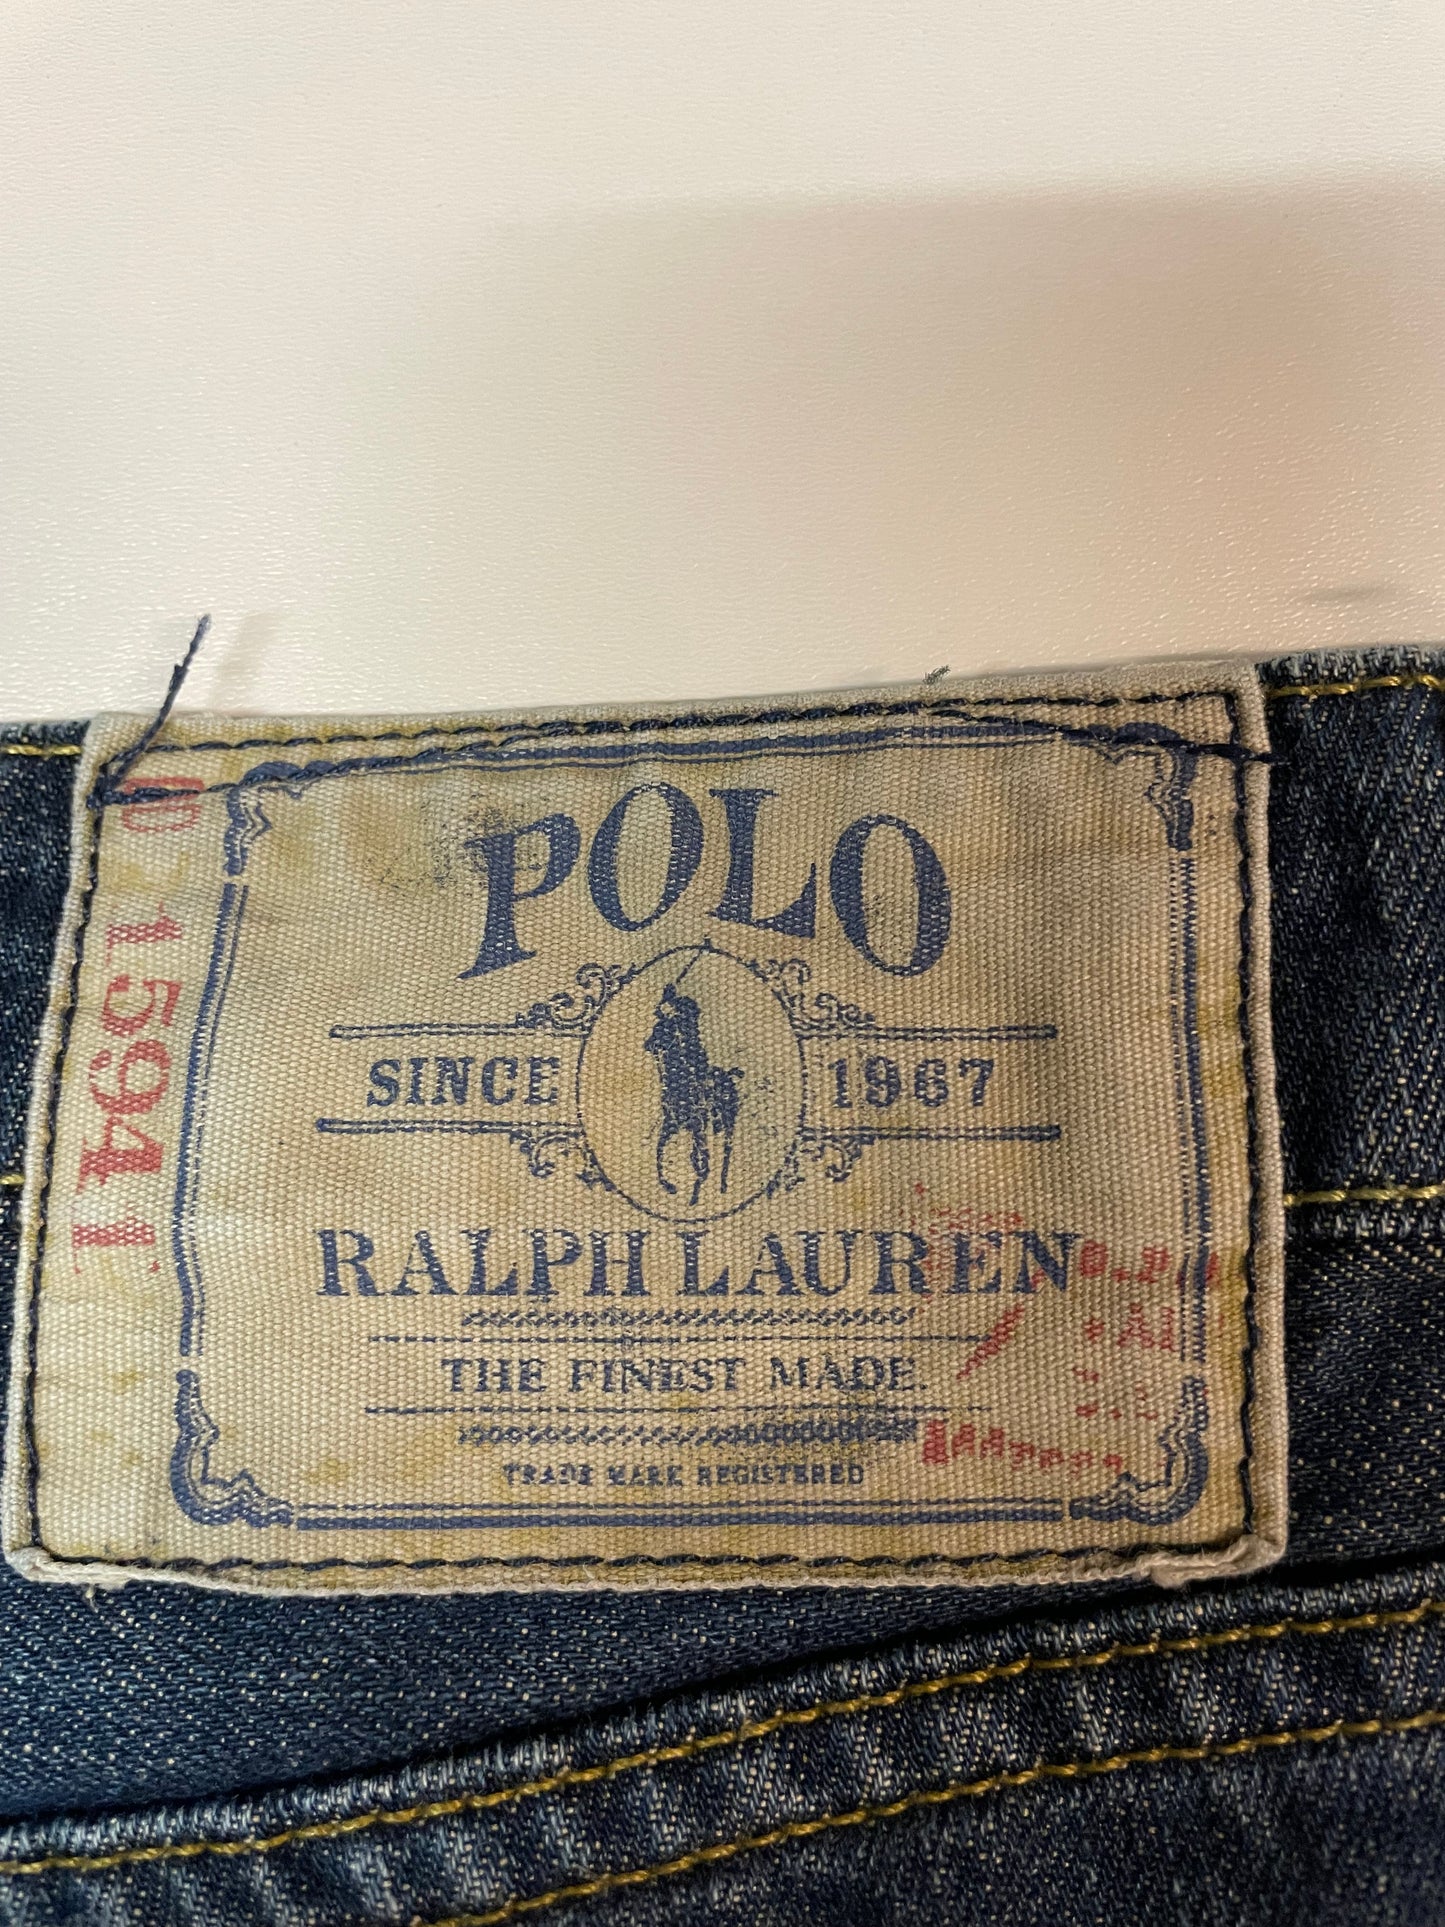 POLO
SINCE 1967
RALPH LAUREN
THE FINEST MADE.
TRADE MARK REGISTERED
1594